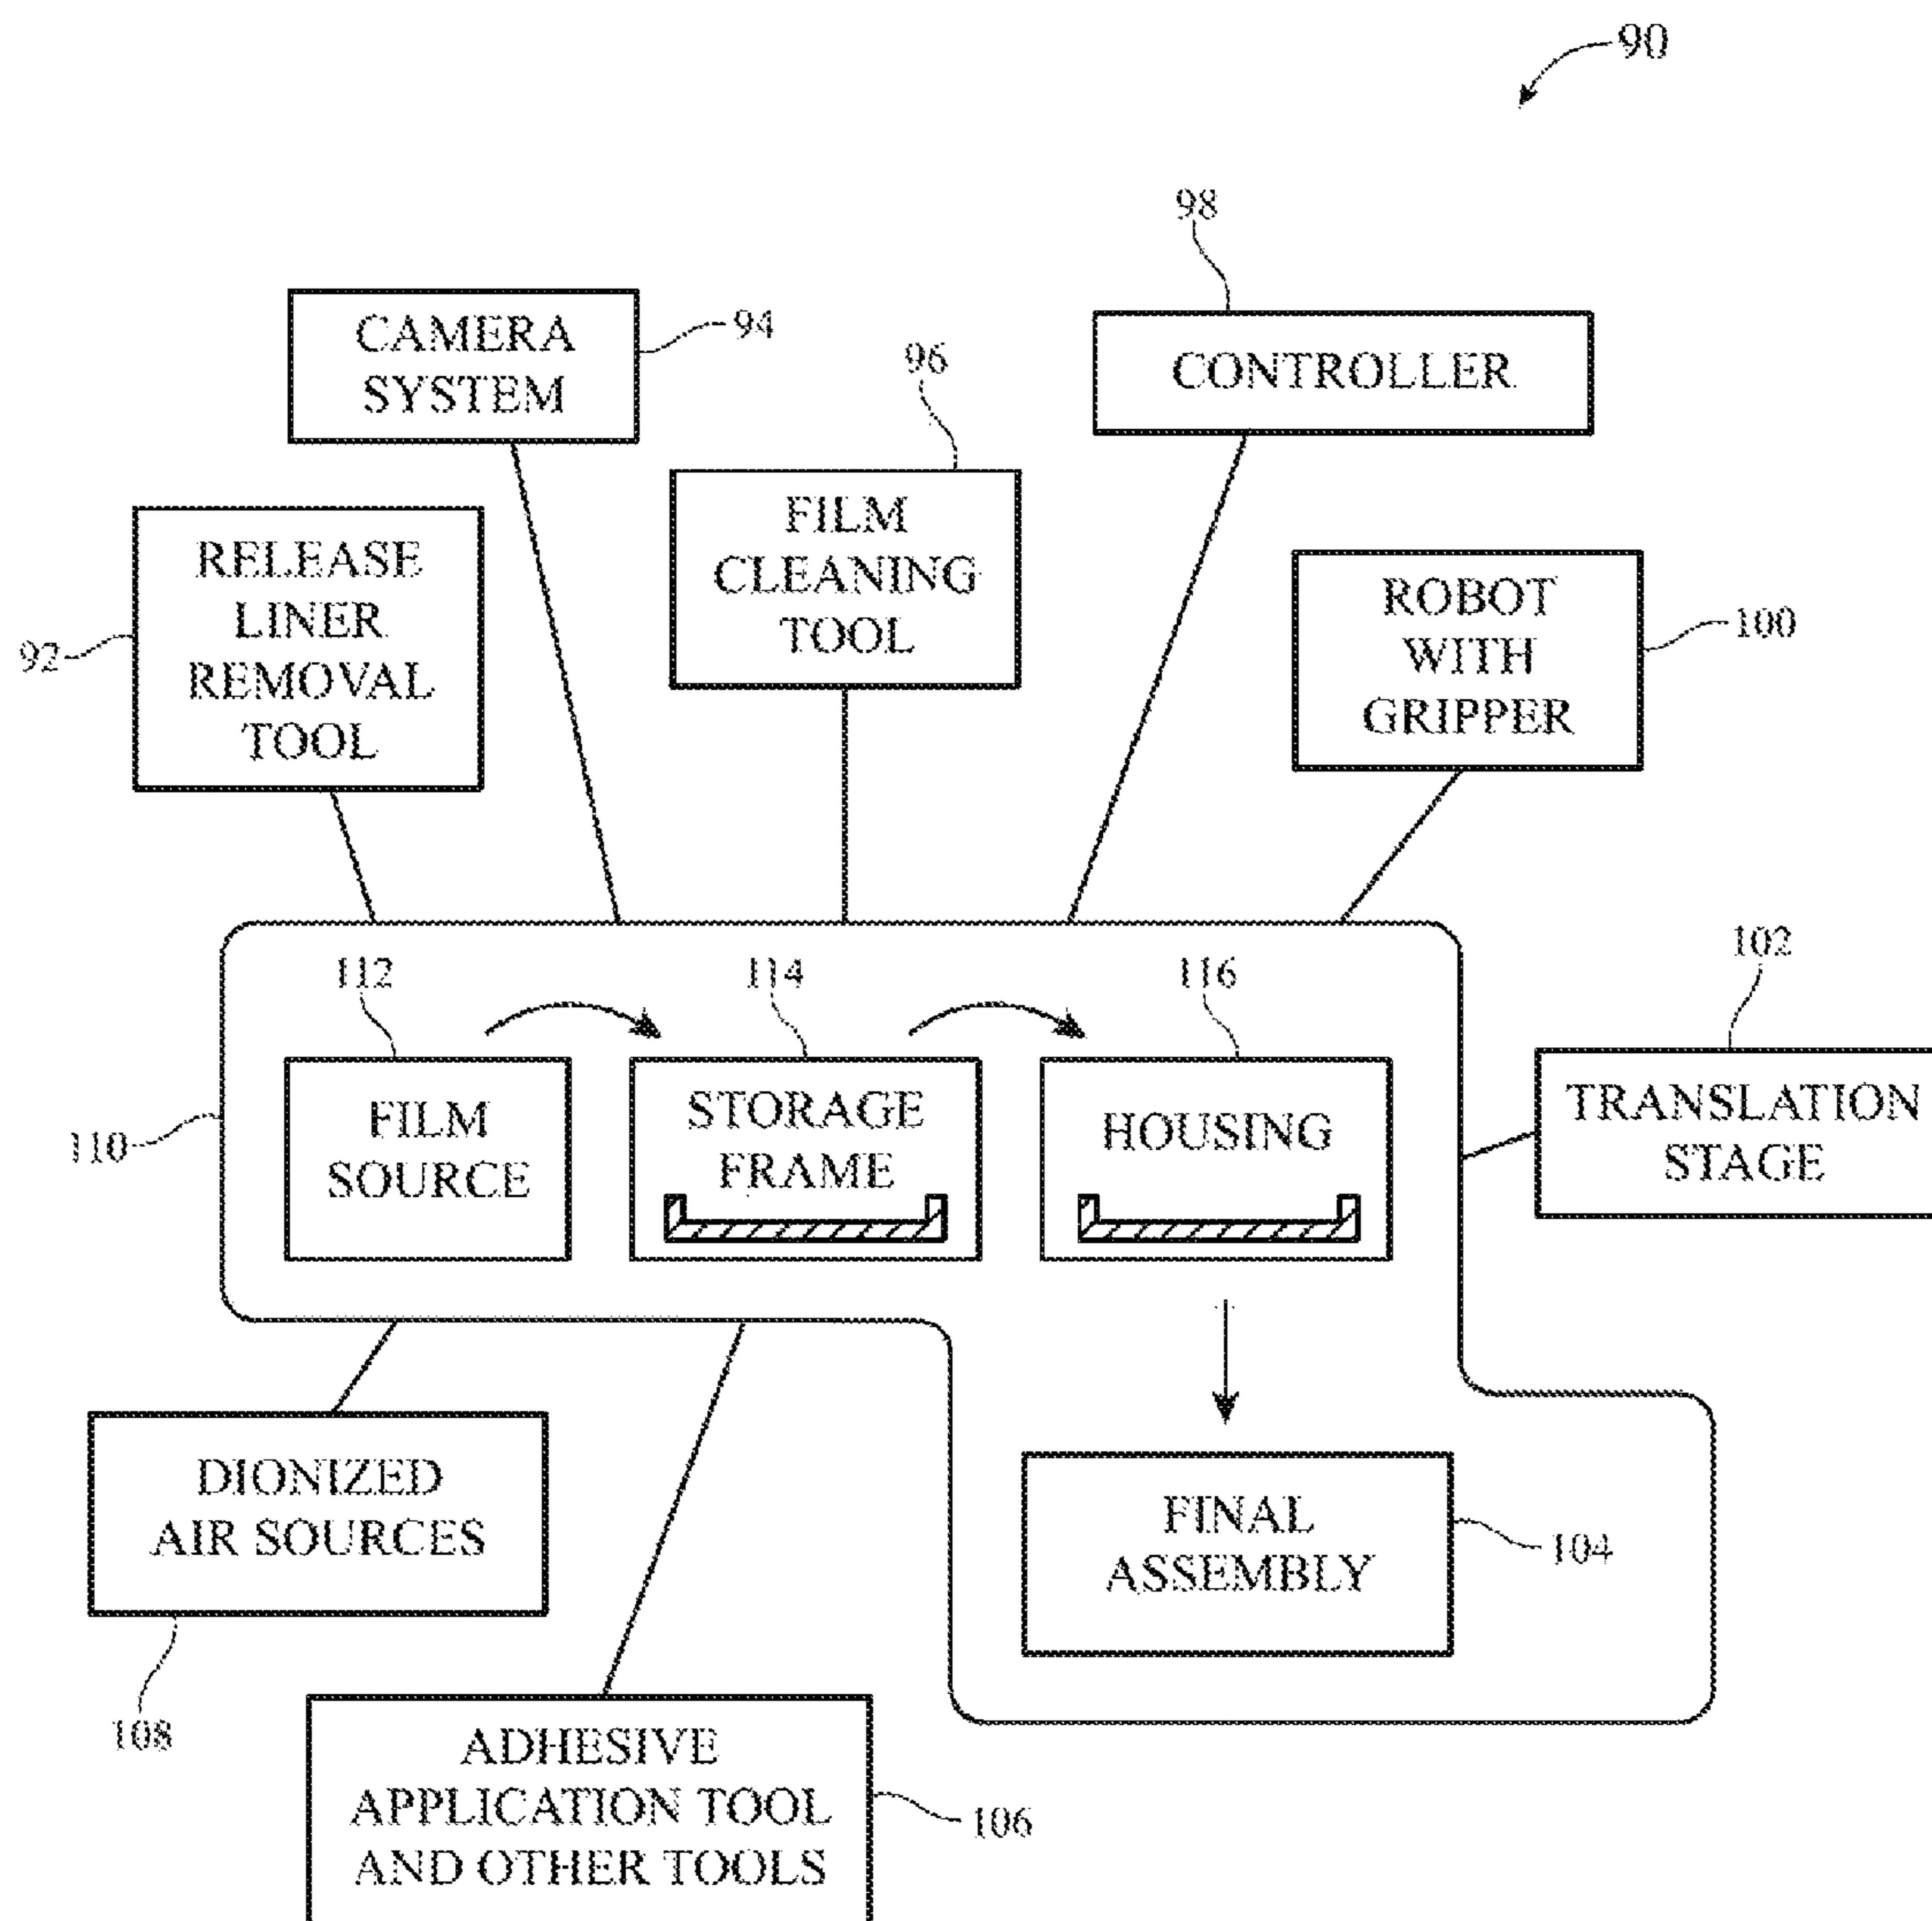 90
98
CAMERA
SYSTEM
94
96
CONTROLLER
FILM
CLEANING
TOOL
RELEASE
LINER
REMOVAL
TOOL
92
ROBOT
WITH
GRIPPER
100
112
114
116
102
FILM
SOURCE
STORAGE
FRAME
HOUSING
TRANSLATION
STAGE
110
DIONIZED
AIR SOURCES
108
FINAL
ASSEMBLY
104
ADHESIVE
APPLICATION TOOL
AND OTHER TOOLS
106